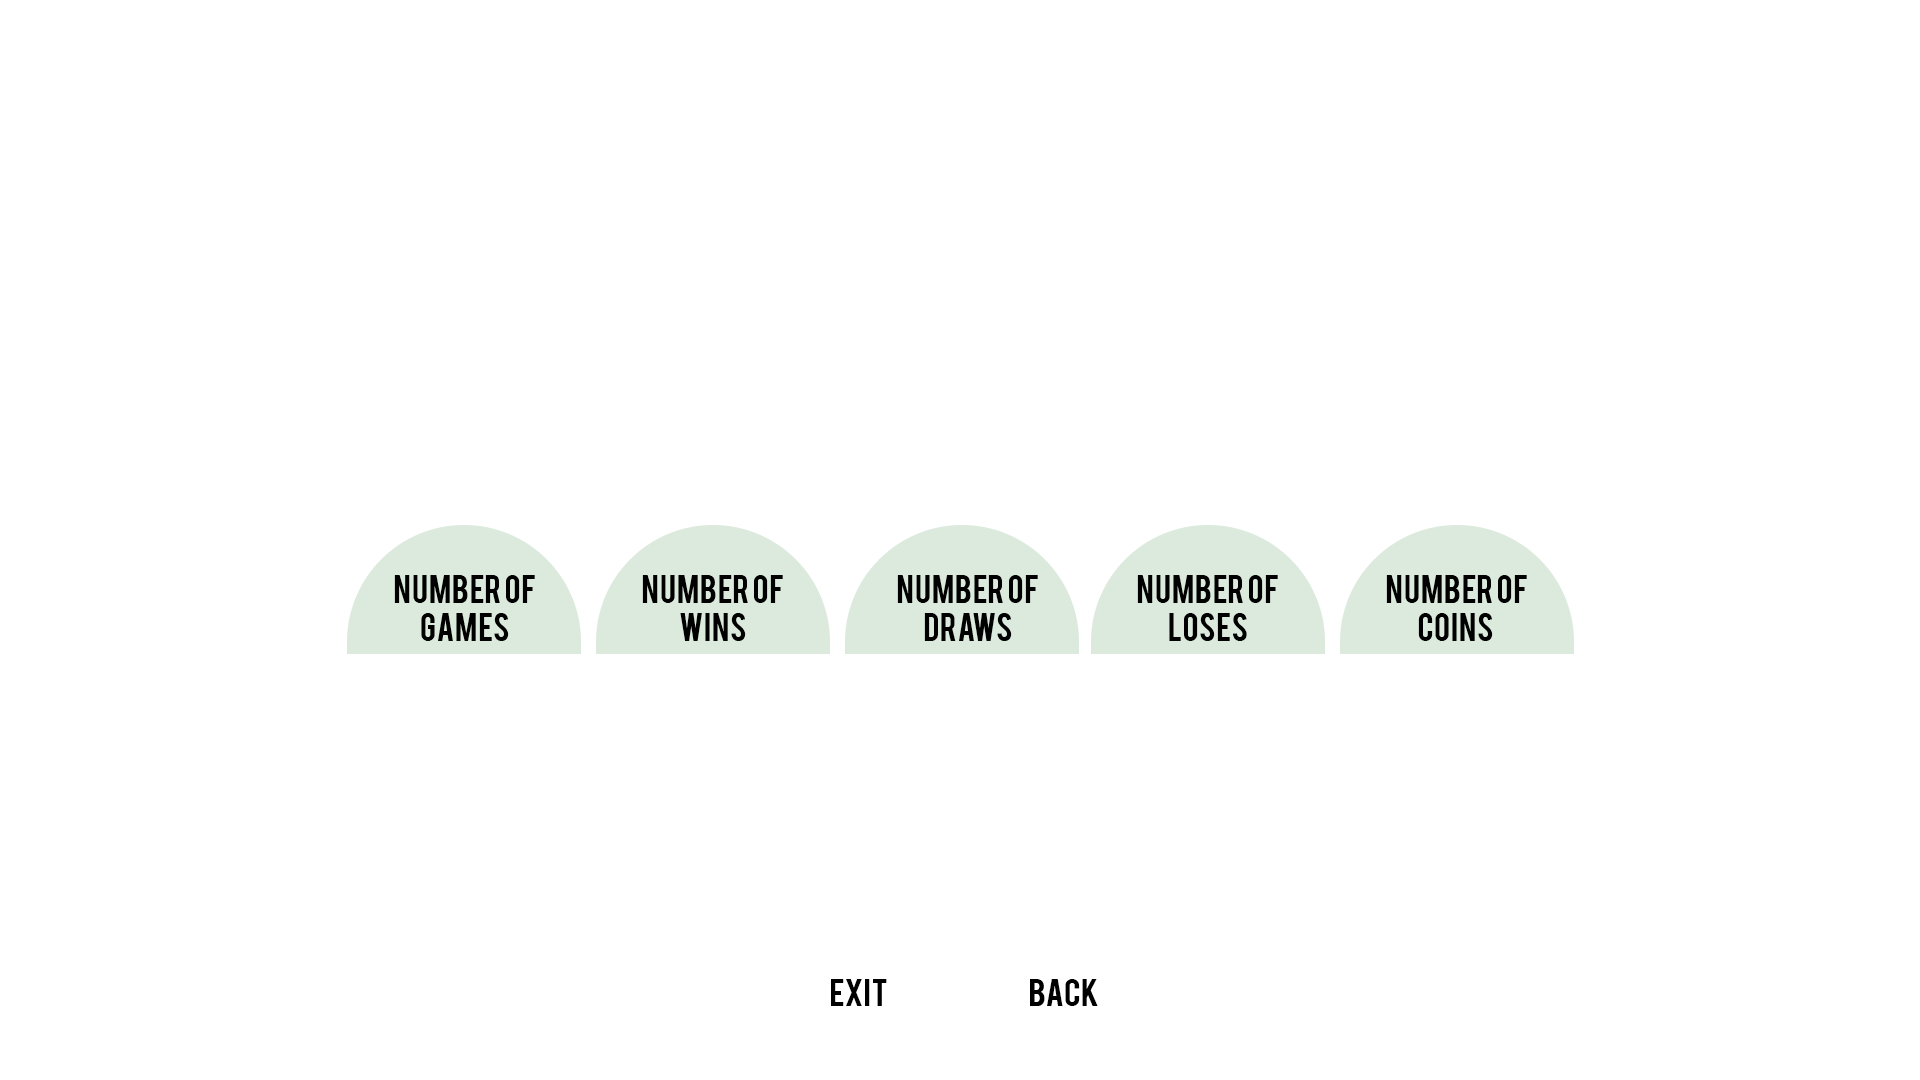 NUMBER OF
GAMES
NUMBER OF
WINS
NUMBER OF
DRAWS
NUMBER OF
LOSES
NUMBER OF
COINS
EXIT
BACK